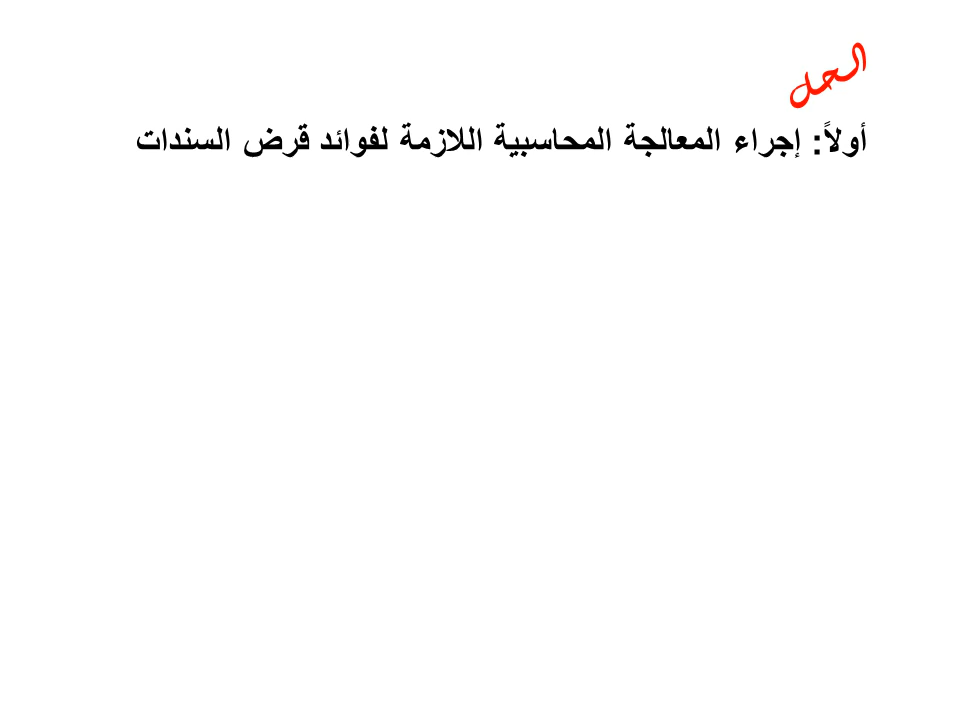 الحل
أولاً: إجراء المعالجة المحاسبية اللازمة لفوائد قرض السندات